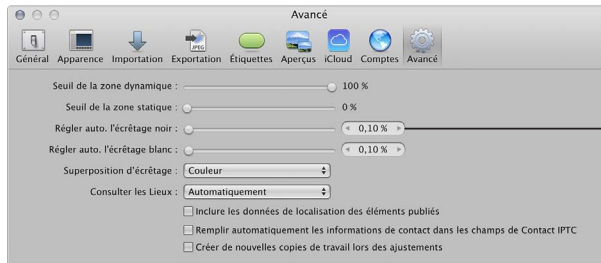 Avancé
Général Apparence Importation Exportation Étiquettes Aperçus iCloud Comptes Avancé
JPEG
Seuil de la zone dynamique : 100 %
Seuil de la zone statique : 0 %
Régler auto. l'écrêtage noir : 0,10 %
Régler auto. l'écrêtage blanc : 0,10 %
Superposition d'écrêtage : Couleur
Consulter les Lieux : Automatiquement
Inclure les données de localisation des éléments publiés
Remplir automatiquement les informations de contact dans les champs de Contact IPTC
Créer de nouvelles copies de travail lors des ajustements